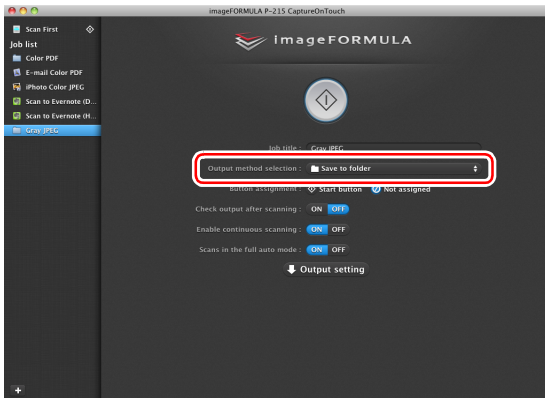 imageFORMULA P-215 CaptureOnTouch
Scan First
Job list
Color PDF
E-mail Color PDF
iPhoto Color JPEG
Scan to Evernote (D...
Scan to Evernote (H...
Gray JPEG
imageFORMULA
Job title : Gray JPEG
Output method selection : Save to folder
Button assignment : Start button Not assigned
Check output after scanning : ON OFF
Enable continuous scanning : ON OFF
Scans in the full auto mode : ON OFF
Output setting